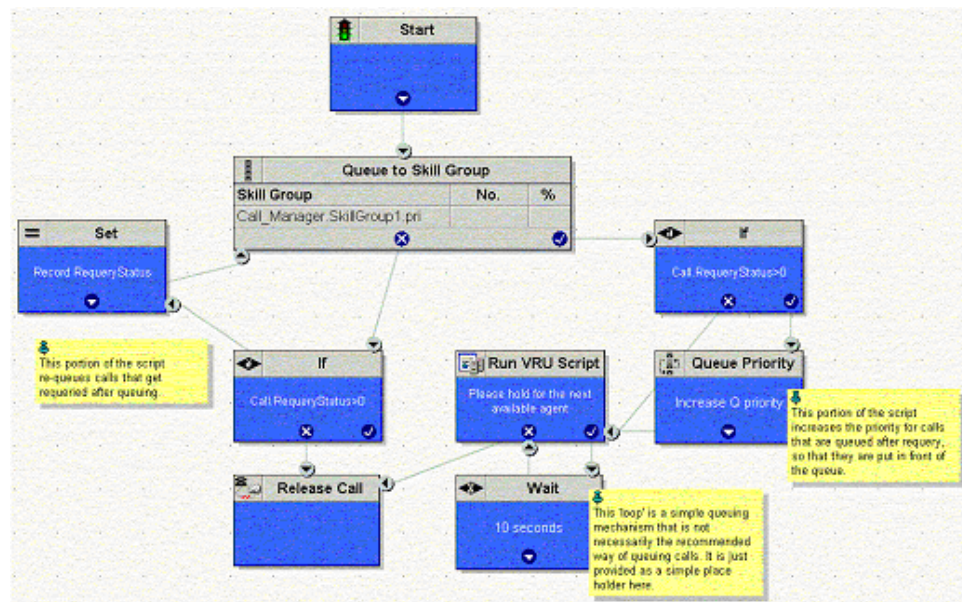 Start
Queue to Skill Group
Skill Group No. %
Call_Manager.SkillGroup1.pri
Set
Record RequeryStatus
If
Call.RequeryStatus>0
This portion of the script
re-queues calls that get
requeried after queuing.
If
Call.RequeryStatus>0
Run VRU Script
Please hold for the next
available agent
Queue Priority
Increase Q priority
This portion of the script
increases the priority for calls
that are queued after requery,
so that they are put in front of
the queue.
Release Call
Wait
10 seconds
This 'loop' is a simple queuing
mechanism that is not
necessarily the recommended
way of queuing calls. It is just
provided as a simple place
holder here.